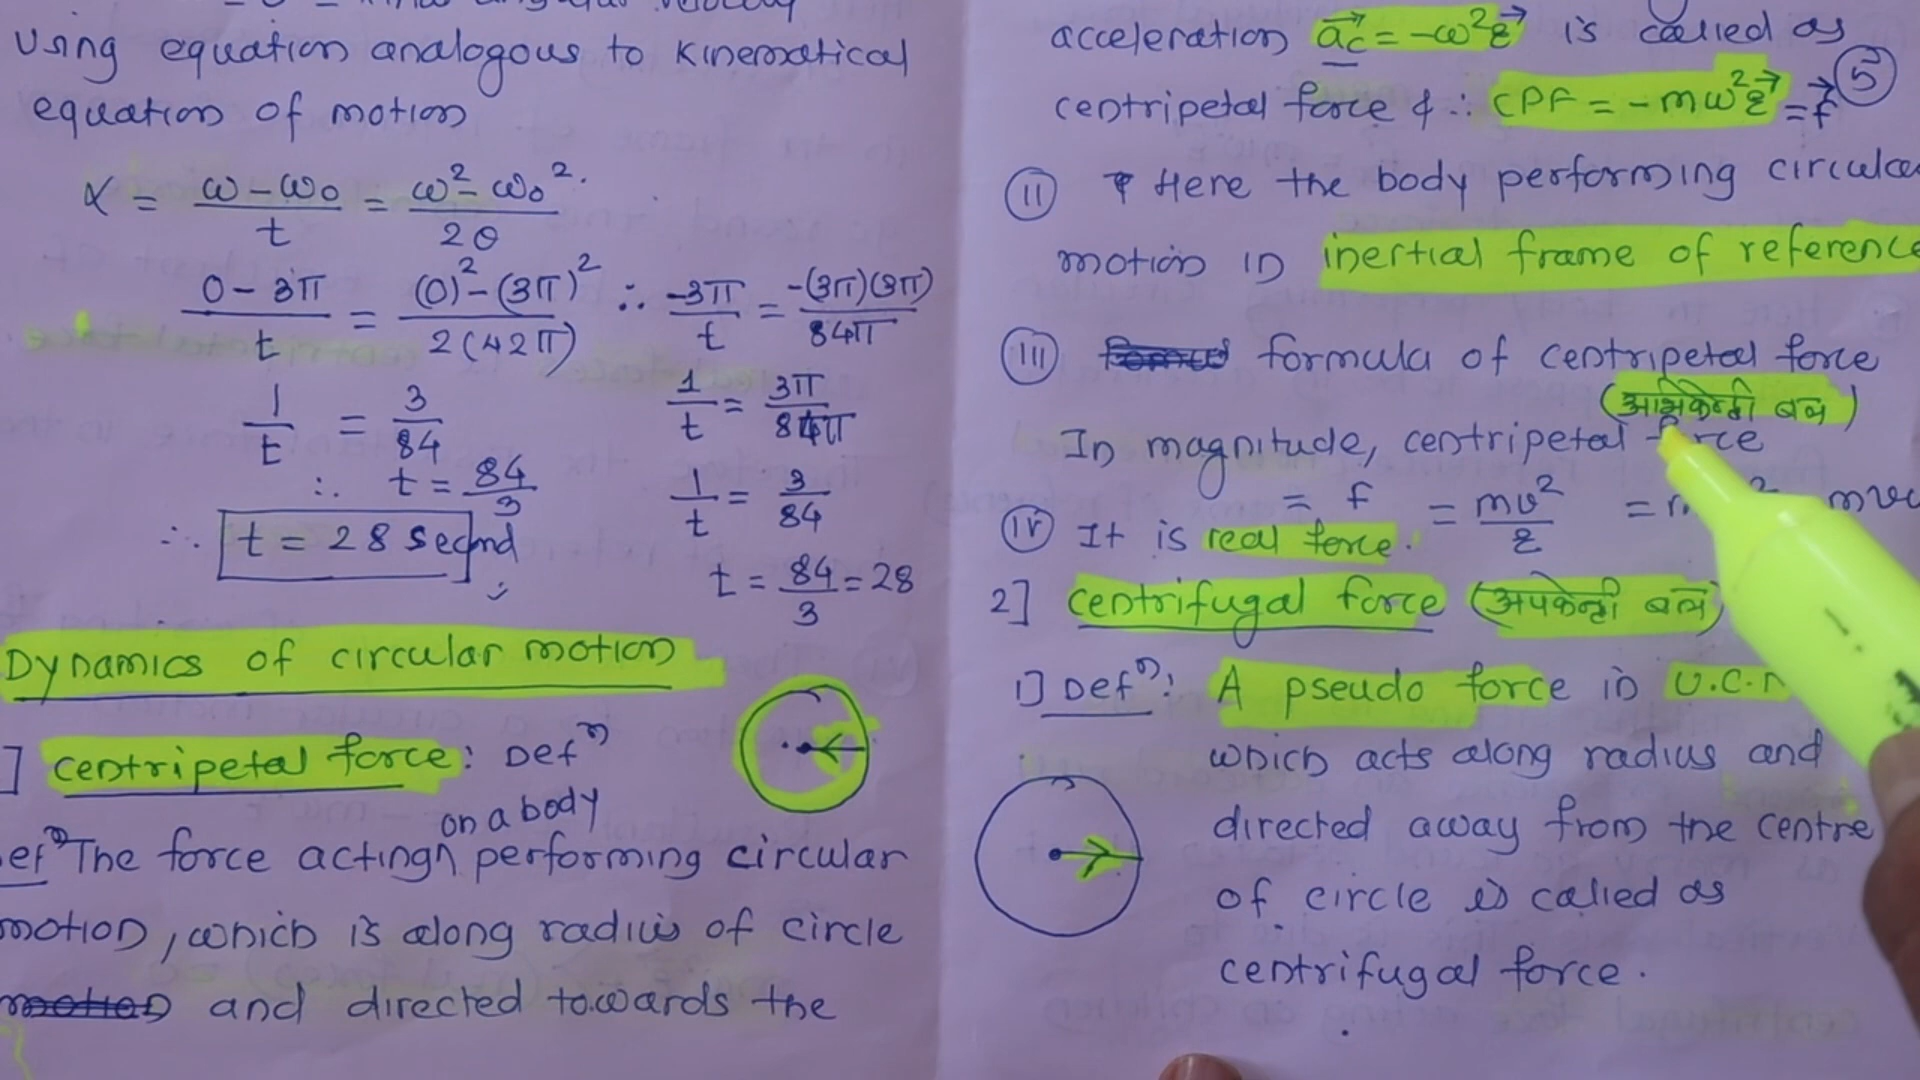 Using equation analogous to kinematical
equation of motion
α = ω-ω₀/t = ω²-ω₀²/2θ
0-3π/t = (0)²-(3π)²/2(42π) ∴ -3π/t = -(3π)(3π)/84π
1/t = 3/84
∴ t = 84/3
∴ t = 28 second
1/t = 3π/84π
1/t = 3/84
t = 84/3 = 28
Dynamics of circular motion
] centripetal force: Defⁿ
on a body
efⁿ The force acting^ performing circular
motion, which is along radius of circle
and directed towards the
acceleration a⃗c = -ω²r⃗ is called as
5
centripetal force & ∴ CPF = -mω²r⃗ = f⃗
(II) Here the body performing circular
motion in inertial frame of reference
(III) formula of centripetal force
(अभिकेन्द्री बल)
In magnitude, centripetal force
= f = mv²/r =
(IV) It is real force.
2] centrifugal force (अपकेन्द्री बल)
1] Defⁿ: A pseudo force in U.C.
which acts along radius and
directed away from the centre
of circle is called as
centrifugal force.